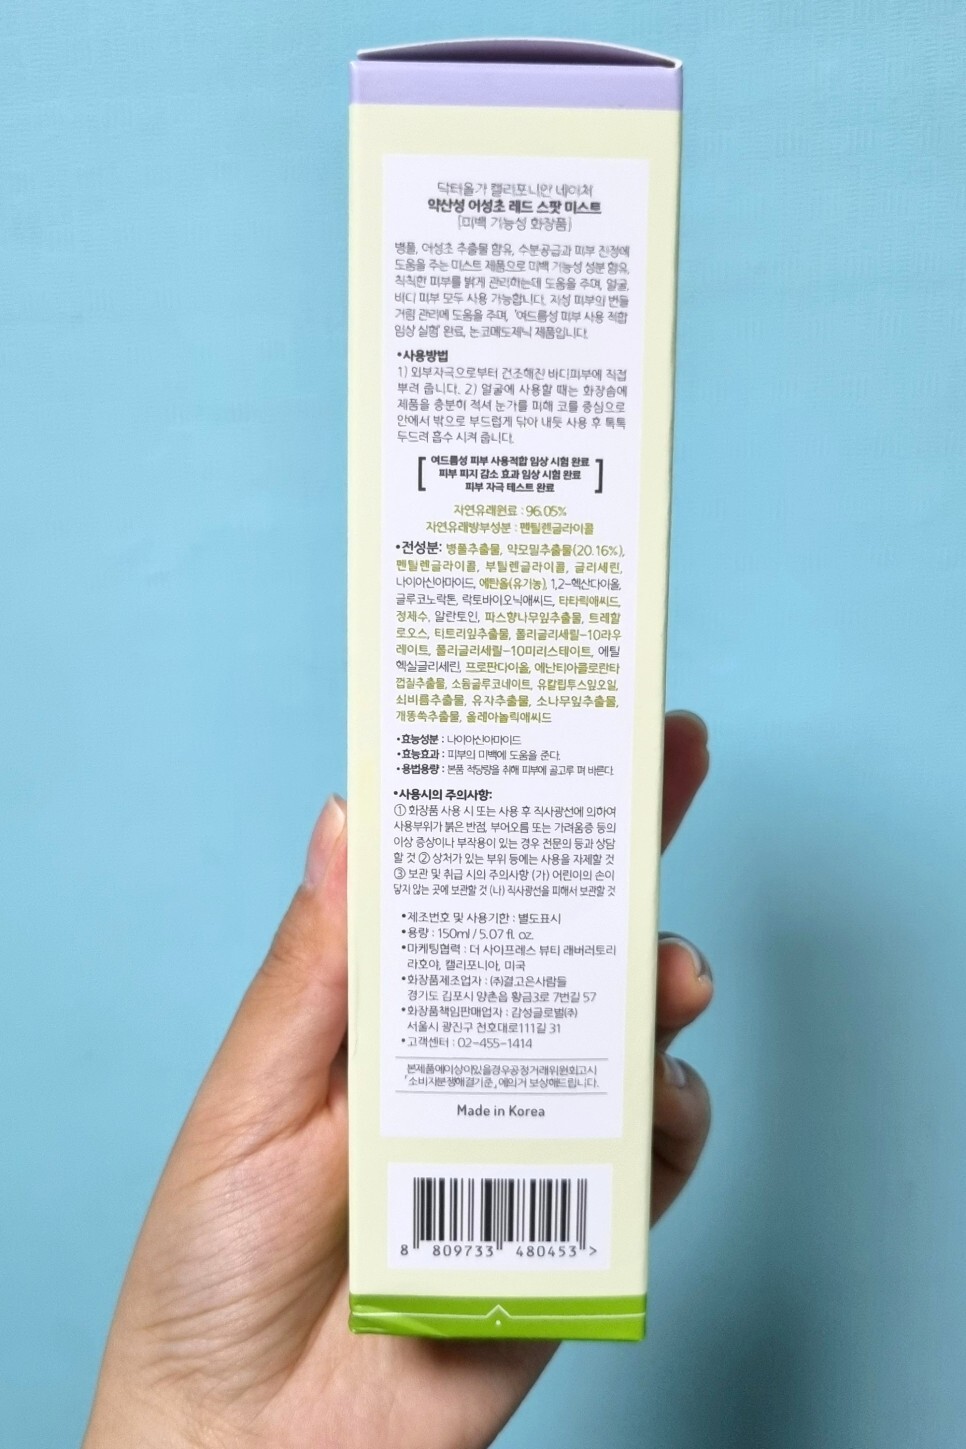 닥터올가 캘리포니안 네이처
약산성 어성초 레드 스팟 미스트
[미백 기능성 화장품]
병풀, 어성초 추출물 함유, 수분공급과 피부 진정에
도움을 주는 미스트 제품으로 미백 기능성 성분 함유,
칙칙한 피부를 밝게 관리하는데 도움을 주며, 얼굴,
바디 피부 모두 사용 가능합니다. 지성 피부의 번들
거림 관리에 도움을 주며, '여드름성 피부 사용 적합
임상 실험' 완료, 논코메도제닉 제품입니다.
•사용방법
1) 외부자극으로부터 건조해진 바디피부에 직접
뿌려 줍니다. 2) 얼굴에 사용할 때는 화장솜에
제품을 충분히 적셔 눈가를 피해 코를 중심으로
안에서 밖으로 부드럽게 닦아 내듯 사용 후 톡톡
두드려 흡수 시켜 줍니다.
여드름성 피부 사용적합 임상 시험 완료
피부 피지 감소 효과 임상 시험 완료
피부 자극 테스트 완료
자연유래원료 : 96.05%
자연유래방부성분 : 펜틸렌글라이콜
•전성분: 병풀추출물, 약모밀추출물(20.16%),
펜틸렌글라이콜, 부틸렌글라이콜, 글리세린,
나이아신아마이드, 에탄올(유기농), 1,2-헥산다이올,
글루코노락톤, 락토바이오닉애씨드, 타타릭애씨드,
정제수, 알란토인, 파스향나무잎추출물, 트레할
로오스, 티트리잎추출물, 폴리글리세릴-10라우
레이트, 폴리글리세릴-10미리스테이트, 에틸
헥실글리세린, 프로판다이올, 에난티아클로란타
껍질추출물, 소듐글루코네이트, 유칼립투스잎오일,
쇠비름추출물, 유자추출물, 소나무잎추출물,
개똥쑥추출물, 올레아놀릭애씨드
•효능성분 : 나이아신아마이드
•효능효과 : 피부의 미백에 도움을 준다.
•용법용량 : 본품 적당량을 취해 피부에 골고루 펴 바른다.
•사용시의 주의사항:
① 화장품 사용 시 또는 사용 후 직사광선에 의하여
사용부위가 붉은 반점, 부어오름 또는 가려움증 등의
이상 증상이나 부작용이 있는 경우 전문의 등과 상담
할 것 ② 상처가 있는 부위 등에는 사용을 자제할 것
③ 보관 및 취급 시의 주의사항 (가) 어린이의 손이
닿지 않는 곳에 보관할 것 (나) 직사광선을 피해서 보관할 것
•제조번호 및 사용기한 : 별도표시
•용량 : 150ml / 5.07 fl. oz.
•마케팅협력 : 더 사이프레스 뷰티 래버러토리
라호야, 캘리포니아, 미국
•화장품제조업자 : (주)결고은사람들
경기도 김포시 양촌읍 황금3로 7번길 57
•화장품책임판매업자 : 감성글로벌(주)
서울시 광진구 천호대로111길 31
•고객센터 : 02-455-1414
본제품에이상이있을경우공정거래위원회고시
「소비자분쟁해결기준」에의거 보상해드립니다.
Made in Korea
8 809733 480453 >